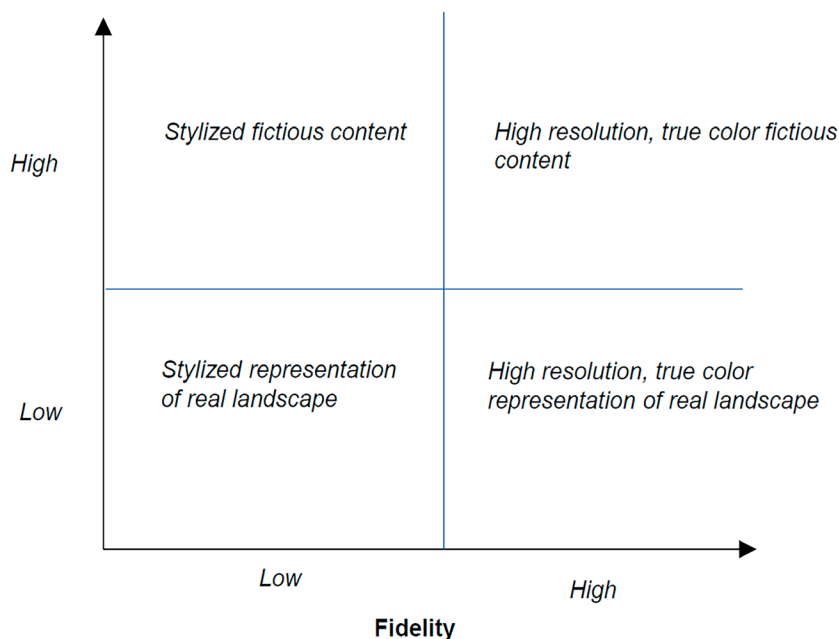 Stylized fictious content
High resolution, true color fictious
content
High
Stylized representation
of real landscape
High resolution, true color
representation of real landscape
Low
Low
High
Fidelity